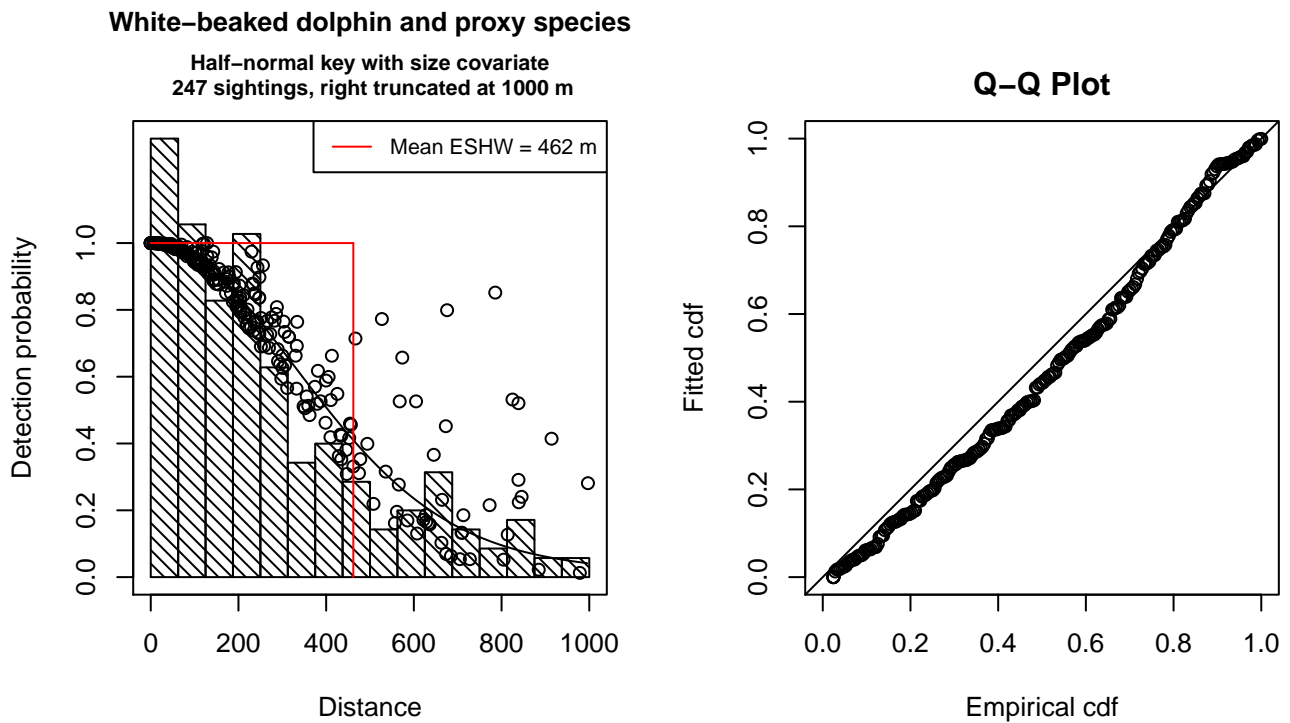 White−beaked dolphin and proxy species
Half−normal key with size covariate
247 sightings, right truncated at 1000 m
Mean ESHW = 462 m
Detection probability
0.0 0.2 0.4 0.6 0.8 1.0
0 200 400 600 800 1000
Distance
Q−Q Plot
Fitted cdf
0.0 0.2 0.4 0.6 0.8 1.0
0.0 0.2 0.4 0.6 0.8 1.0
Empirical cdf